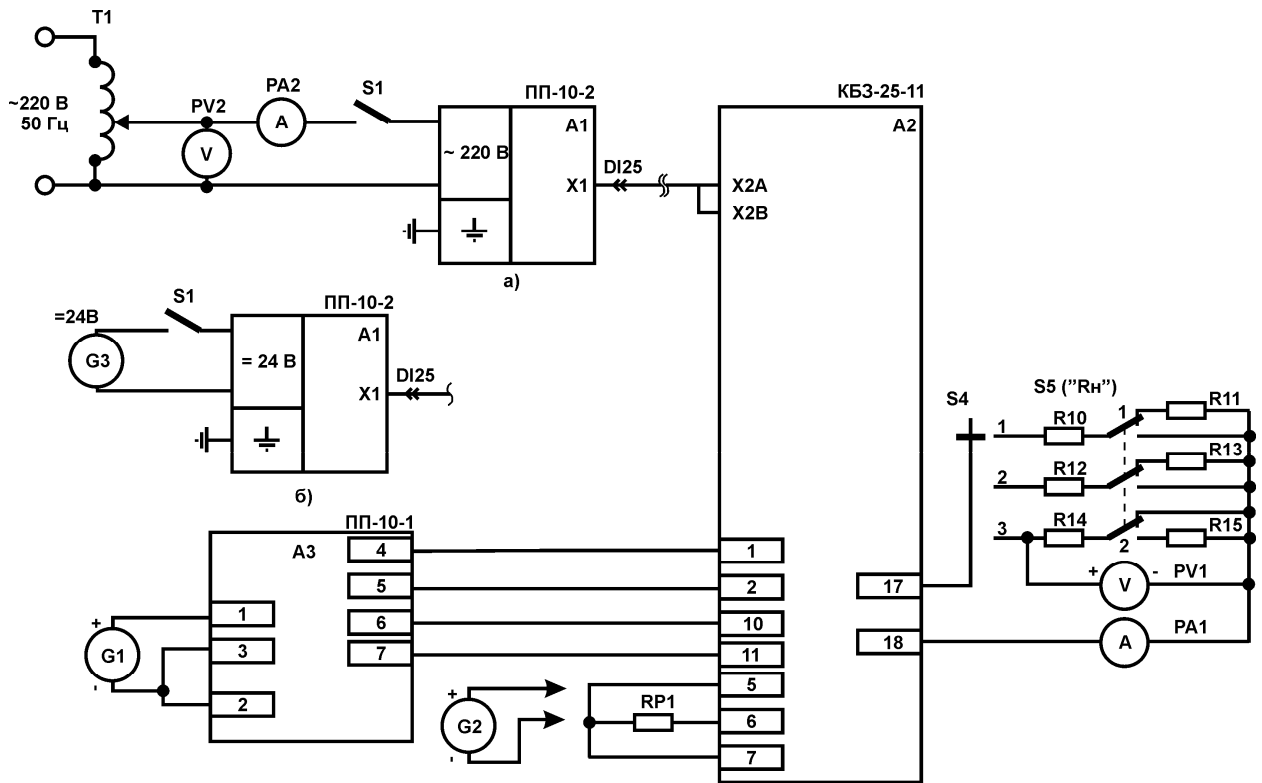 T1
~220 В
50 Гц
PV2
V
PA2
A
S1
ПП-10-2
A1
~ 220 В
X1
DI25
а)
КБЗ-25-11
A2
X2A
X2B
=24В
G3
S1
ПП-10-2
A1
= 24 В
X1
DI25
б)
S4
S5 ("Rн")
1
R10
1
R11
2
R12
R13
3
R14
2
R15
+
V
-
PV1
A
PA1
17
18
ПП-10-1
A3
4
5
6
7
1
3
2
+
G1
-
+
G2
-
RP1
1
2
10
11
5
6
7